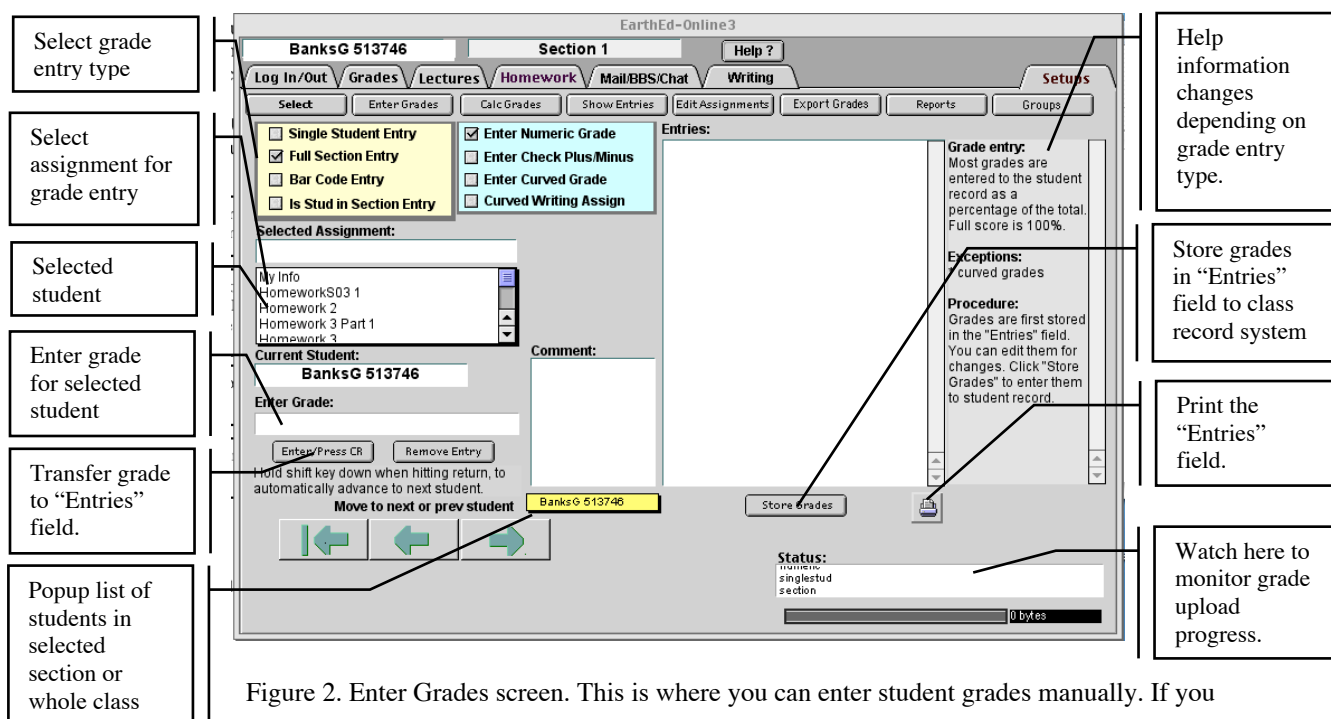 EarthEd-Online3
BanksG 513746
Section 1
Help ?
Log In/Out
Grades
Lectures
Homework
Mail/BBS/Chat
Writing
Setups
Select
Enter Grades
Calc Grades
Show Entries
Edit Assignments
Export Grades
Reports
Groups
Select grade
entry type
Select
assignment for
grade entry
Selected
student
Enter grade
for selected
student
Transfer grade
to “Entries”
field.
Popup list of
students in
selected
section or
whole class
Single Student Entry
Full Section Entry
Bar Code Entry
Is Stud in Section Entry
Enter Numeric Grade
Enter Check Plus/Minus
Enter Curved Grade
Curved Writing Assign
Selected Assignment:
My Info
HomeworkS03 1
Homework 2
Homework 3 Part 1
Homework 3
Current Student:
BanksG 513746
Enter Grade:
Enter/Press CR
Remove Entry
Hold shift key down when hitting return, to
automatically advance to next student.
Move to next or prev student
Comment:
BanksG 513746
Entries:
Store Grades
Grade entry:
Most grades are
entered to the student
record as a
percentage of the total.
Full score is 100%.
Exceptions:
* curved grades
Procedure:
Grades are first stored
in the "Entries" field.
You can edit them for
changes. Click "Store
Grades" to enter them
to student record.
Status:
numeric
singlestud
section
0 bytes
Help
information
changes
depending on
grade entry
type.
Store grades
in “Entries”
field to class
record system
Print the
“Entries”
field.
Watch here to
monitor grade
upload
progress.
Figure 2. Enter Grades screen. This is where you can enter student grades manually. If you